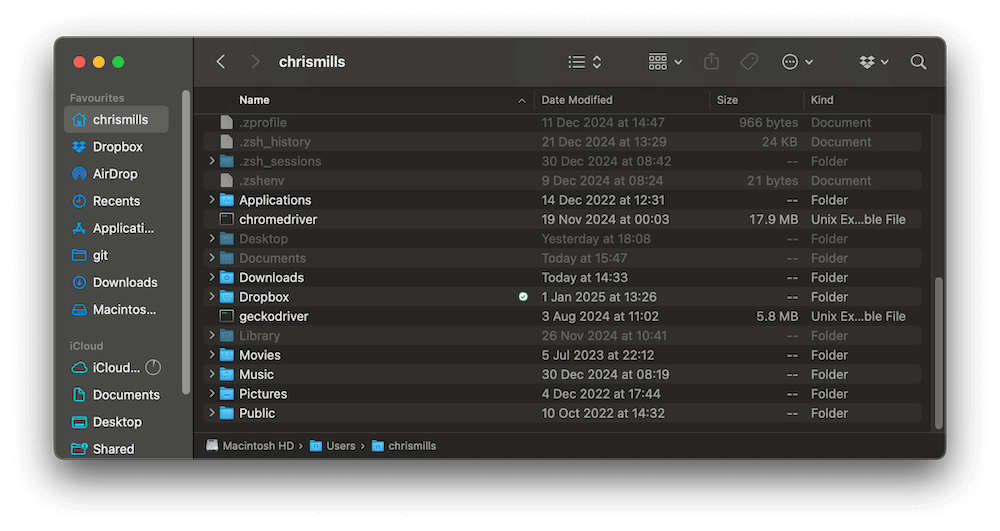 chrismills
Favourites
chrismills
Dropbox
AirDrop
Recents
Applicati...
git
Downloads
Macintos...
iCloud
iCloud...
Documents
Desktop
Shared
Name Date Modified Size Kind
.zprofile 11 Dec 2024 at 14:47 966 bytes Document
.zsh_history 21 Dec 2024 at 13:29 24 KB Document
.zsh_sessions 30 Dec 2024 at 08:42 -- Folder
.zshenv 9 Dec 2024 at 08:24 21 bytes Document
Applications 14 Dec 2022 at 12:31 -- Folder
chromedriver 19 Nov 2024 at 00:03 17.9 MB Unix Ex...ble File
Desktop Yesterday at 18:08 -- Folder
Documents Today at 15:47 -- Folder
Downloads Today at 14:33 -- Folder
Dropbox 1 Jan 2025 at 13:26 -- Folder
geckodriver 3 Aug 2024 at 11:02 5.8 MB Unix Ex...ble File
Library 26 Nov 2024 at 10:41 -- Folder
Movies 5 Jul 2023 at 22:12 -- Folder
Music 30 Dec 2024 at 08:19 -- Folder
Pictures 4 Dec 2022 at 17:44 -- Folder
Public 10 Oct 2022 at 14:32 -- Folder
Macintosh HD › Users › chrismills